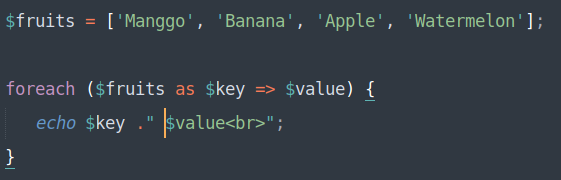 $fruits = ['Manggo', 'Banana', 'Apple', 'Watermelon'];
foreach ($fruits as $key => $value) {
echo $key ." $value<br>";
}